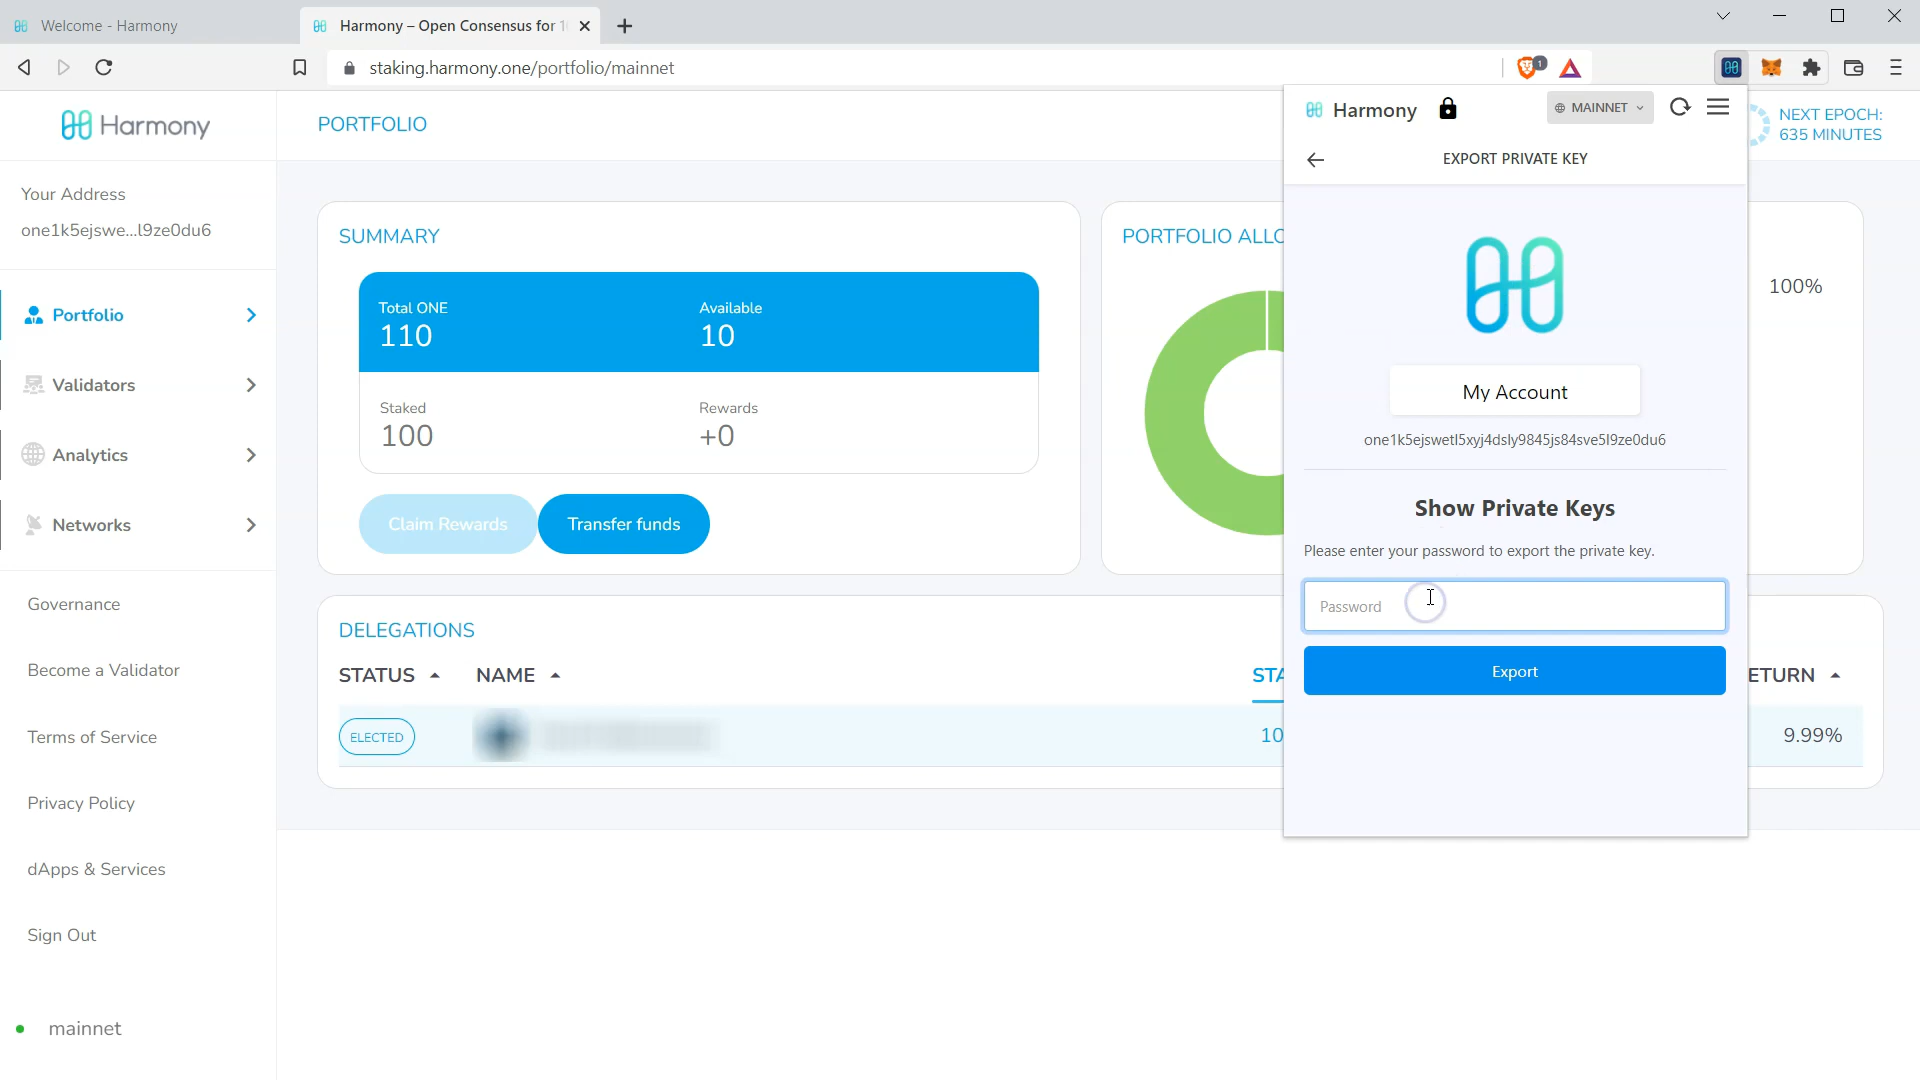 Welcome - Harmony
Harmony – Open Consensus for 1
staking.harmony.one/portfolio/mainnet
1
Harmony
PORTFOLIO
Harmony
MAINNET
NEXT EPOCH:
635 MINUTES
EXPORT PRIVATE KEY
Your Address
one1k5ejswe...l9ze0du6
Portfolio
Validators
Analytics
Networks
Governance
Become a Validator
Terms of Service
Privacy Policy
dApps & Services
Sign Out
mainnet
SUMMARY
Total ONE
110
Available
10
Staked
100
Rewards
+0
Claim Rewards
Transfer funds
PORTFOLIO ALLO
100%
DELEGATIONS
STATUS
NAME
STA
ETURN
ELECTED
10
9.99%
My Account
one1k5ejswetl5xyj4dsly9845js84sve5l9ze0du6
Show Private Keys
Please enter your password to export the private key.
Password
Export